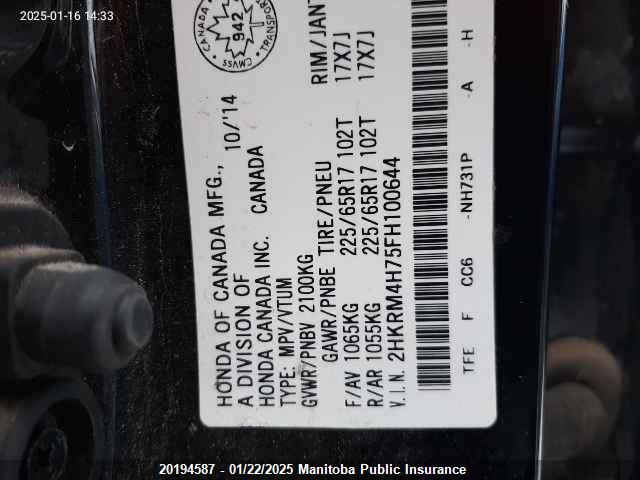 2025-01-16 14:33
HONDA OF CANADA MFG., 10/'14
A DIVISION OF
HONDA CANADA INC. CANADA
TYPE: MPV/VTUM
GVWR/PNBV 2100KG
GAWR/PNBE TIRE/PNEU RIM/JANT
F/AV 1065KG 225/65R17 102T 17X7J
R/AR 1055KG 225/65R17 102T 17X7J
V.I.N. 2HKRM4H75FH100644
TFE F CC6 -NH731P -A -H
CANADA
942
TRANSPORT
CMVSS
20194587 - 01/22/2025 Manitoba Public Insurance